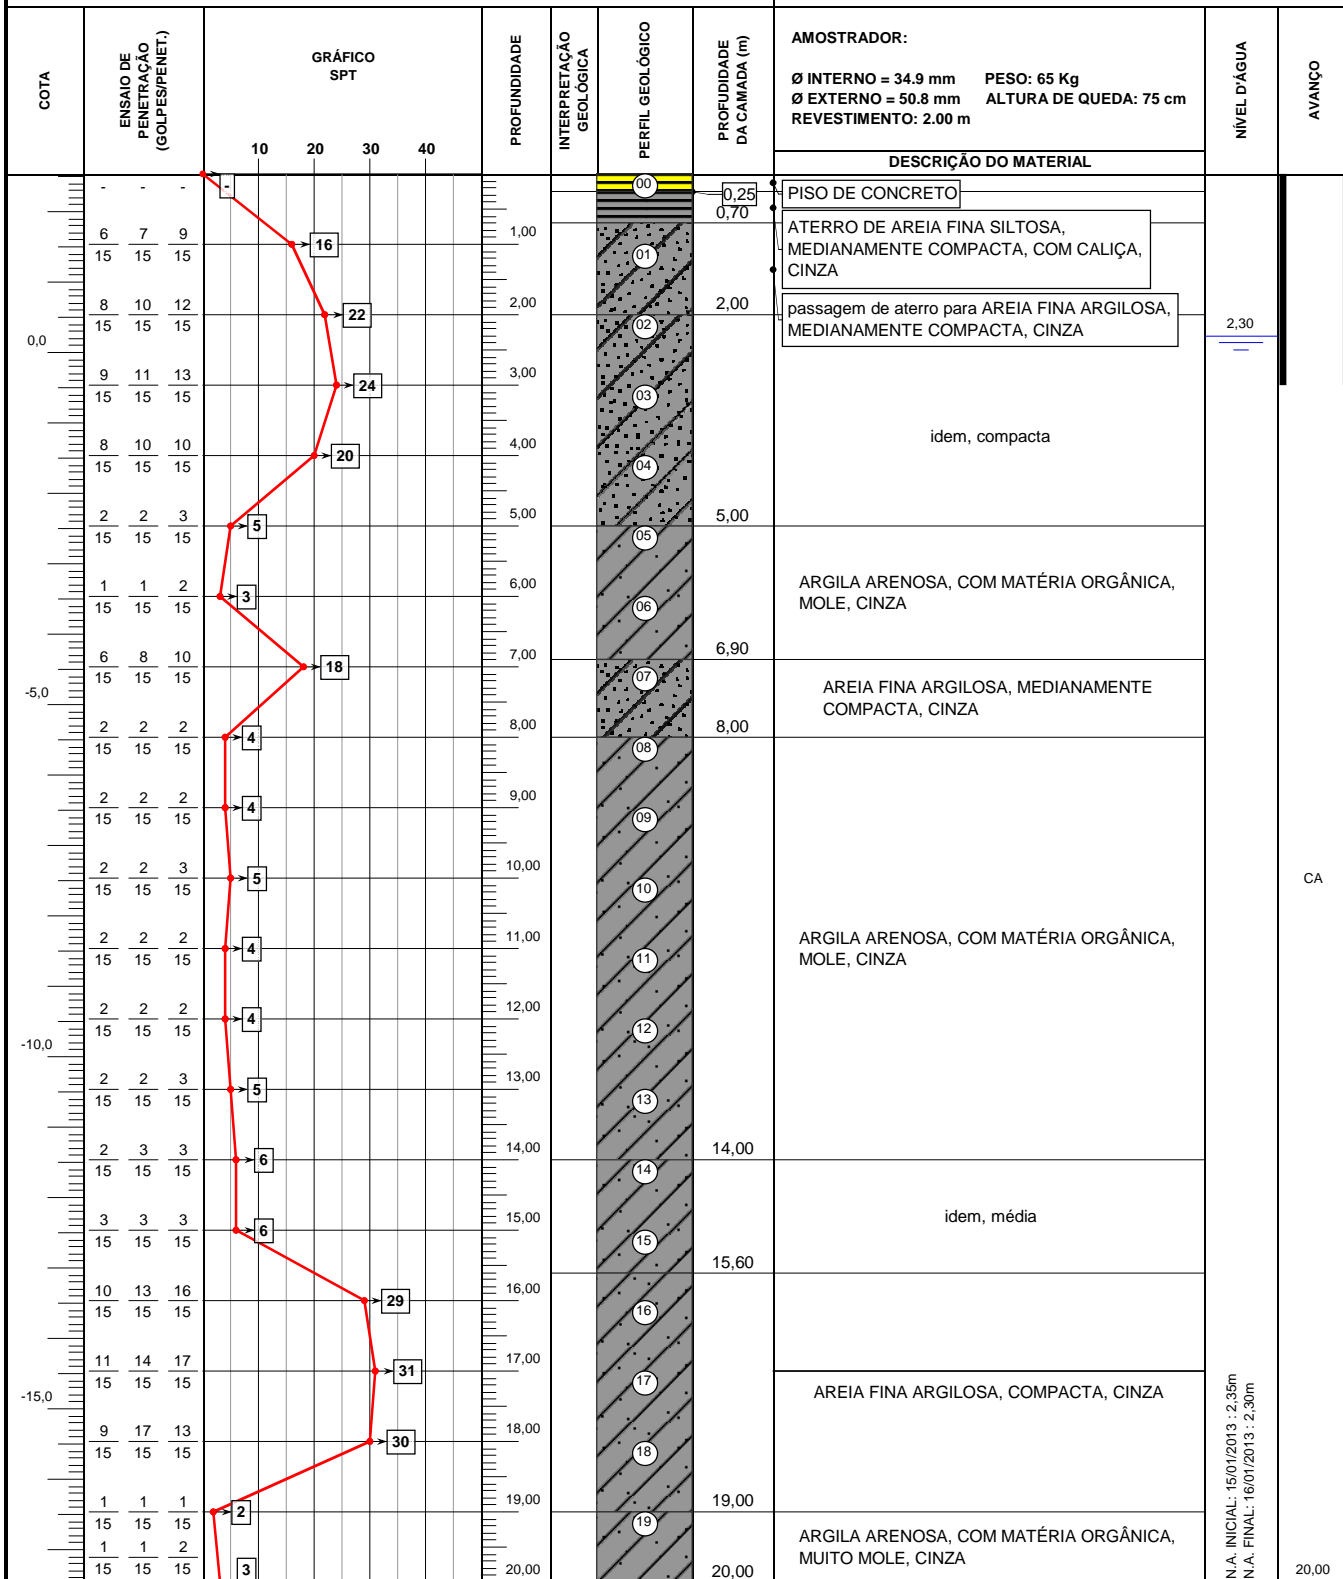 COTA
ENSAIO DE
PENETRAÇÃO
(GOLPES/PENET.)
GRÁFICO
SPT
10 20 30 40
PROFUNDIDADE
INTERPRETAÇÃO
GEOLÓGICA
PERFIL GEOLÓGICO
PROFUDIDADE
DA CAMADA (m)
AMOSTRADOR:
Ø INTERNO = 34.9 mm PESO: 65 Kg
Ø EXTERNO = 50.8 mm ALTURA DE QUEDA: 75 cm
REVESTIMENTO: 2.00 m
DESCRIÇÃO DO MATERIAL
NÍVEL D'ÁGUA
AVANÇO
- - - - 00 0,25 PISO DE CONCRETO
0,70
ATERRO DE AREIA FINA SILTOSA,
MEDIANAMENTE COMPACTA, COM CALIÇA,
CINZA
6 7 9 1,00
15 15 15 16 01
passagem de aterro para AREIA FINA ARGILOSA,
MEDIANAMENTE COMPACTA, CINZA
8 10 12 2,00 2,00
15 15 15 22 02
2,30
0,0
9 11 13 3,00
15 15 15 24 03
idem, compacta
8 10 10 4,00
15 15 15 20 04
2 2 3 5,00 5,00
15 15 15 5 05
ARGILA ARENOSA, COM MATÉRIA ORGÂNICA,
MOLE, CINZA
1 1 2 6,00
15 15 15 3 06
6,90
6 8 10 7,00
15 15 15 18 07
-5,0
AREIA FINA ARGILOSA, MEDIANAMENTE
COMPACTA, CINZA
2 2 2 8,00 8,00
15 15 15 4 08
2 2 2 9,00
15 15 15 4 09
2 2 3 10,00
15 15 15 5 10 CA
ARGILA ARENOSA, COM MATÉRIA ORGÂNICA,
MOLE, CINZA
2 2 2 11,00
15 15 15 4 11
2 2 2 12,00
15 15 15 4 12
-10,0
2 2 3 13,00
15 15 15 5 13
2 3 3 14,00 14,00
15 15 15 6 14
idem, média
3 3 3 15,00
15 15 15 6 15
15,60
10 13 16 16,00
15 15 15 29 16
11 14 17 17,00
15 15 15 31 17
-15,0
AREIA FINA ARGILOSA, COMPACTA, CINZA
9 17 13 18,00
15 15 15 30 18
1 1 1 19,00 19,00
15 15 15 2 19
ARGILA ARENOSA, COM MATÉRIA ORGÂNICA,
MUITO MOLE, CINZA
1 1 2
15 15 15 3 20,00 20,00 20,00
N.A. INICIAL: 15/01/2013 : 2,35m
N.A. FINAL: 16/01/2013 : 2,30m